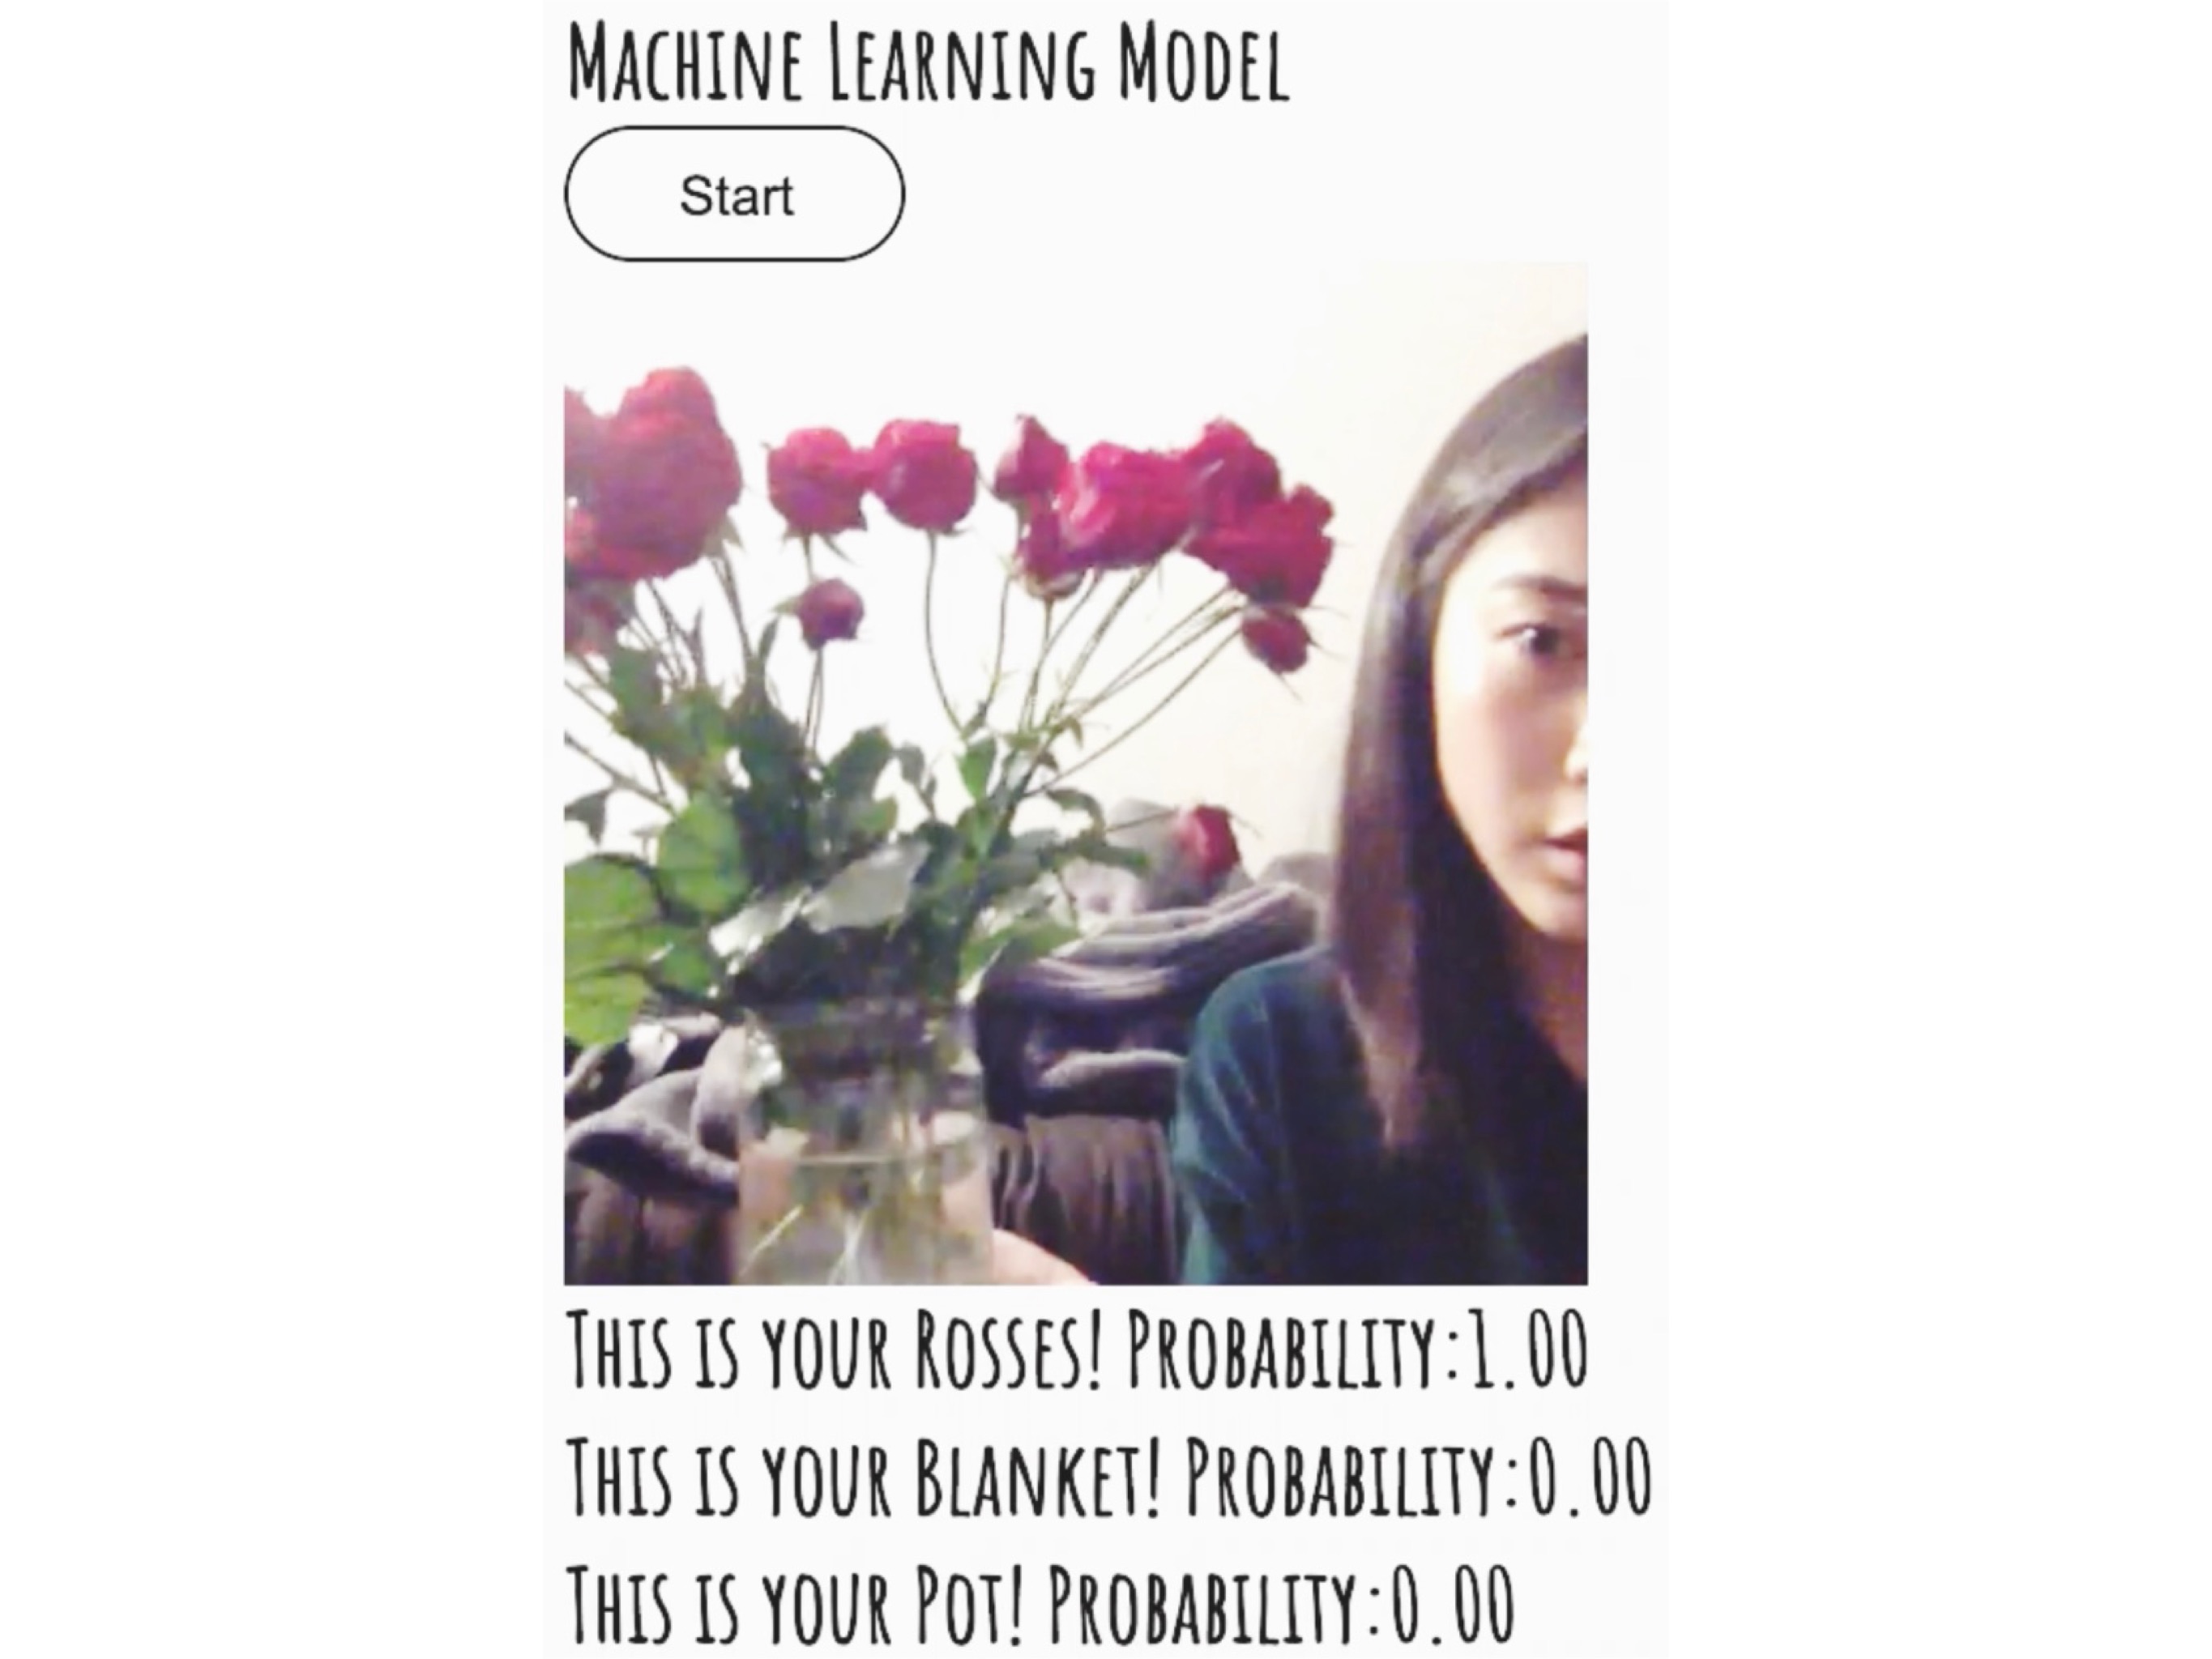 Machine Learning Model
Start
This is your Rosses! Probability:1.00
This is your Blanket! Probability:0.00
This is your Pot! Probability:0.00